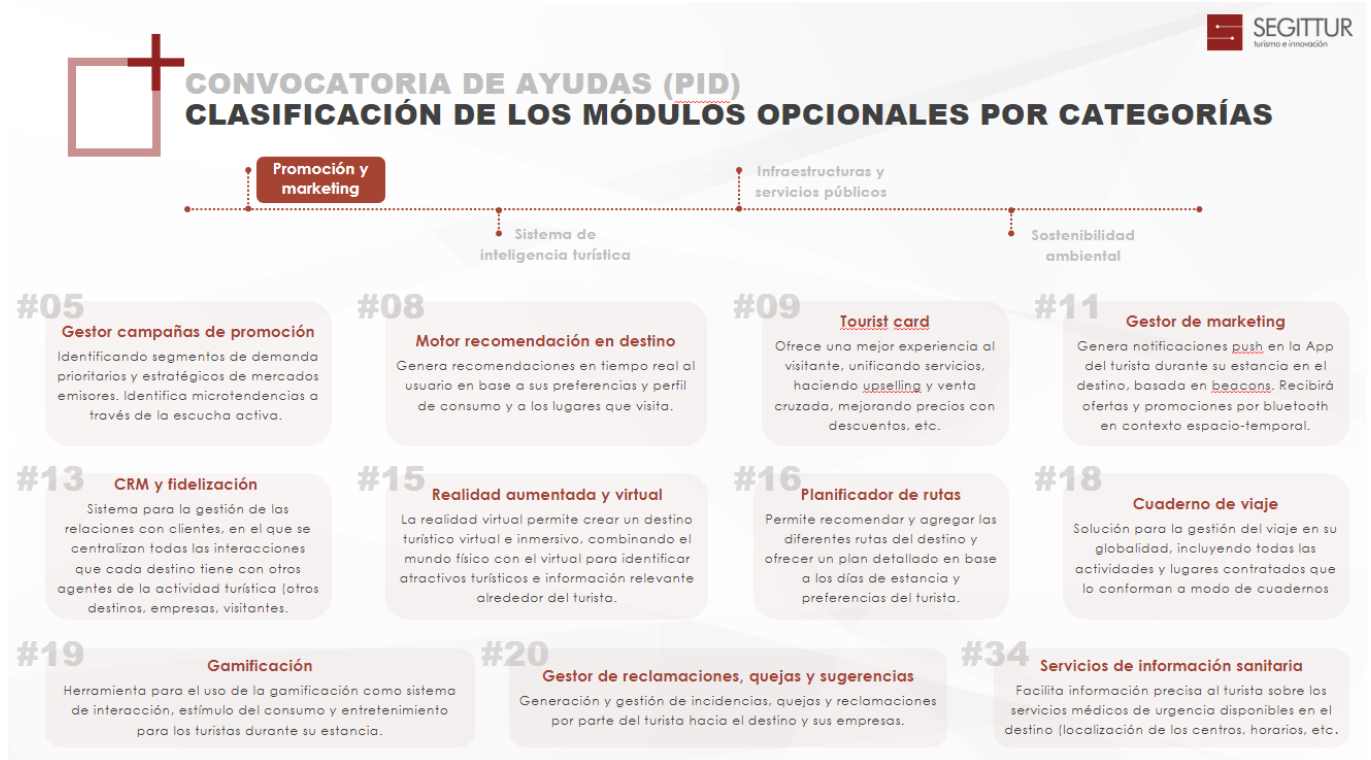 SEGITTUR
turismo e innovación
CONVOCATORIA DE AYUDAS (PID)
CLASIFICACIÓN DE LOS MÓDULOS OPCIONALES POR CATEGORÍAS
Promoción y
marketing
Infraestructuras y
servicios públicos
Sistema de
inteligencia turística
Sostenibilidad
ambiental
#05
Gestor campañas de promoción
Identificando segmentos de demanda
prioritarios y estratégicos de mercados
emisores. Identifica microtendencias a
través de la escucha activa.
#08
Motor recomendación en destino
Genera recomendaciones en tiempo real al
usuario en base a sus preferencias y perfil
de consumo y a los lugares que visita.
#09
Tourist card
Ofrece una mejor experiencia al
visitante, unificando servicios,
haciendo upselling y venta
cruzada, mejorando precios con
descuentos, etc.
#11
Gestor de marketing
Genera notificaciones push en la App
del turista durante su estancia en el
destino, basada en beacons. Recibirá
ofertas y promociones por bluetooth
en contexto espacio-temporal.
#13
CRM y fidelización
Sistema para la gestión de las
relaciones con clientes, en el que se
centralizan todas las interacciones
que cada destino tiene con otros
agentes de la actividad turística (otros
destinos, empresas, visitantes.
#15
Realidad aumentada y virtual
La realidad virtual permite crear un destino
turístico virtual e inmersivo, combinando el
mundo físico con el virtual para identificar
atractivos turísticos e información relevante
alrededor del turista.
#16
Planificador de rutas
Permite recomendar y agregar las
diferentes rutas del destino y
ofrecer un plan detallado en base
a los días de estancia y
preferencias del turista.
#18
Cuaderno de viaje
Solución para la gestión del viaje en su
globalidad, incluyendo todas las
actividades y lugares contratados que
lo conforman a modo de cuadernos
#19
Gamificación
Herramienta para el uso de la gamificación como sistema
de interacción, estímulo del consumo y entretenimiento
para los turistas durante su estancia.
#20
Gestor de reclamaciones, quejas y sugerencias
Generación y gestión de incidencias, quejas y reclamaciones
por parte del turista hacia el destino y sus empresas.
#34
Servicios de información sanitaria
Facilita información precisa al turista sobre los
servicios médicos de urgencia disponibles en el
destino (localización de los centros, horarios, etc.